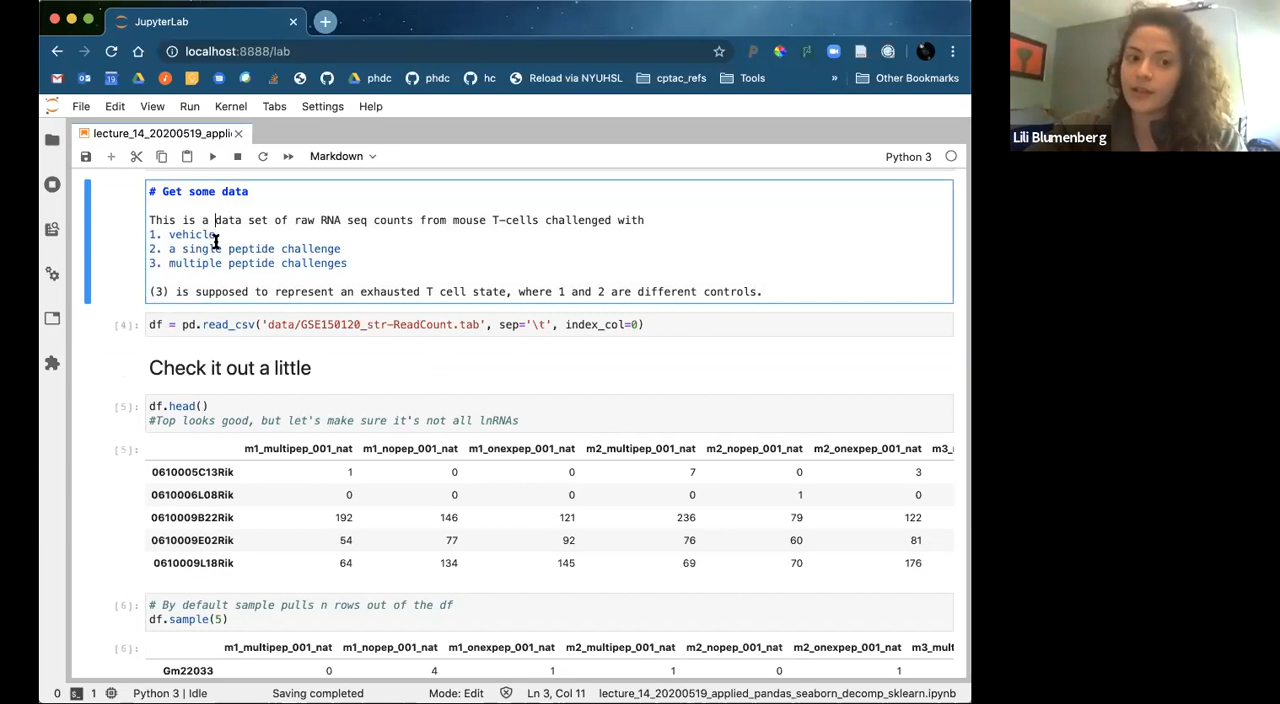 JupyterLab
localhost:8888/lab
phdc
phdc
hc
Reload via NYUHSL
cptac_refs
Tools
»
Other Bookmarks
File Edit View Run Kernel Tabs Settings Help
lecture_14_20200519_appli
Markdown
Python 3
# Get some data
This is a data set of raw RNA seq counts from mouse T-cells challenged with
1. vehicle
2. a single peptide challenge
3. multiple peptide challenges
(3) is supposed to represent an exhausted T cell state, where 1 and 2 are different controls.
[4]: df = pd.read_csv('data/GSE150120_str-ReadCount.tab', sep='\t', index_col=0)
Check it out a little
[5]: df.head()
#Top looks good, but let's make sure it's not all lnRNAs
[5]: m1_multipep_001_nat m1_nopep_001_nat m1_onexpep_001_nat m2_multipep_001_nat m2_nopep_001_nat m2_onexpep_001_nat m3_
0610005C13Rik 1 0 0 7 0 3
0610006L08Rik 0 0 0 0 1 0
0610009B22Rik 192 146 121 236 79 122
0610009E02Rik 54 77 92 76 60 81
0610009L18Rik 64 134 145 69 70 176
[6]: # By default sample pulls n rows out of the df
df.sample(5)
[6]: m1_multipep_001_nat m1_nopep_001_nat m1_onexpep_001_nat m2_multipep_001_nat m2_nopep_001_nat m2_onexpep_001_nat m3_mult
Gm22033 0 4 1 1 0 1
0 1 Python 3 | Idle Saving completed Mode: Edit Ln 3, Col 11 lecture_14_20200519_applied_pandas_seaborn_decomp_sklearn.ipynb
Lili Blumenberg